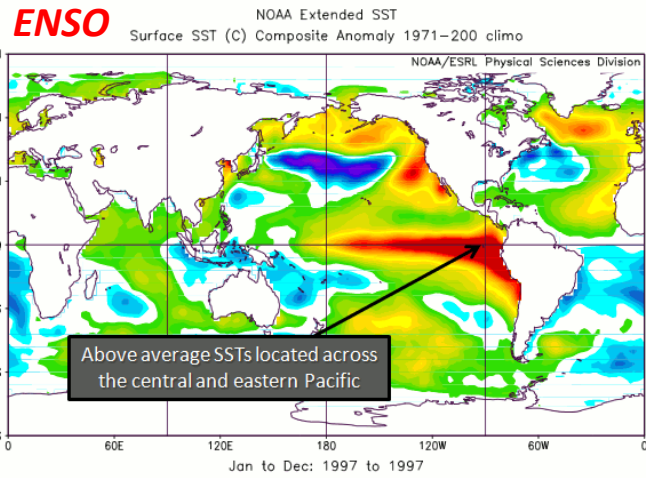 ENSO
NOAA Extended SST
Surface SST (C) Composite Anomaly 1971-200 climo
NOAA/ESRL Physical Sciences Division
Above average SSTs located across
the central and eastern Pacific
0 60E 120E 180 120W 60W 0
Jan to Dec: 1997 to 1997